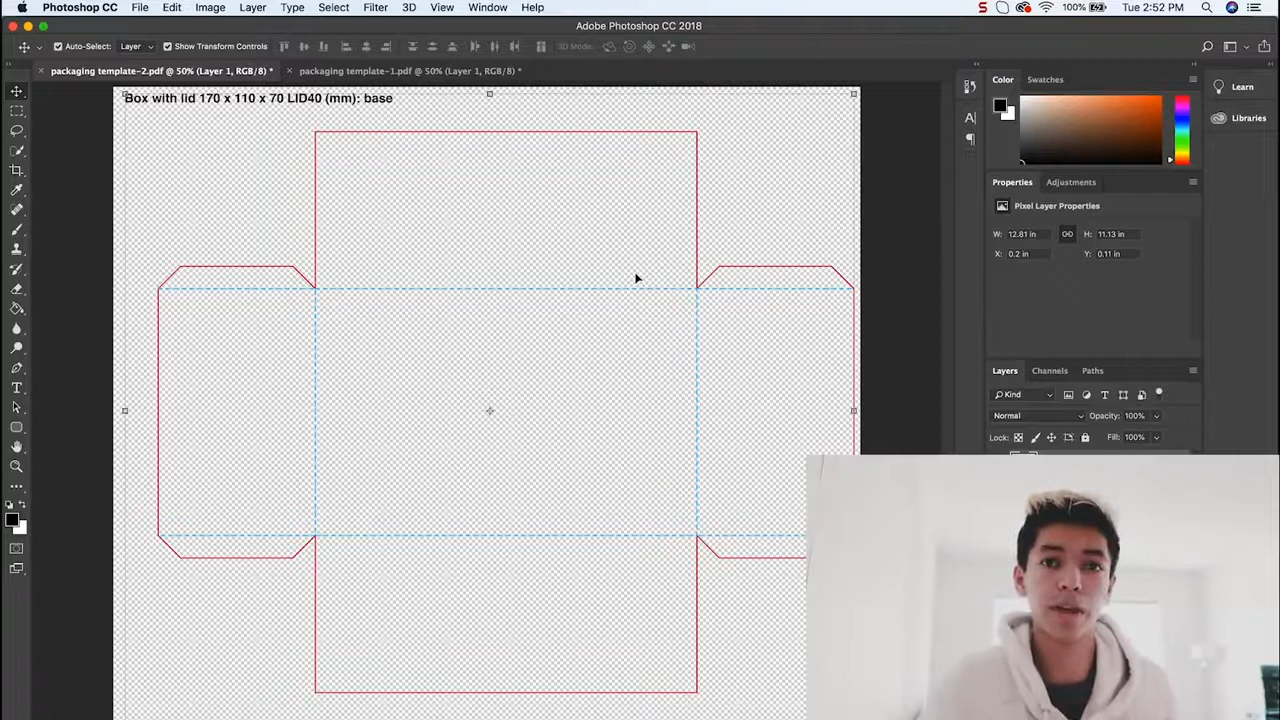 Photoshop CC File Edit Image Layer Type Select Filter 3D View Window Help 100% Tue 2:52 PM
Adobe Photoshop CC 2018
Auto-Select: Layer Show Transform Controls 3D Mode:
packaging template-2.pdf @ 50% (Layer 1, RGB/8) * packaging template-1.pdf @ 50% (Layer 1, RGB/8) *
Box with lid 170 x 110 x 70 LID40 (mm): base
Color Swatches
Learn
Libraries
Properties Adjustments
Pixel Layer Properties
W: 12.81 in H: 11.13 in
X: 0.2 in Y: 0.11 in
Layers Channels Paths
Kind
Normal Opacity: 100%
Lock: Fill: 100%